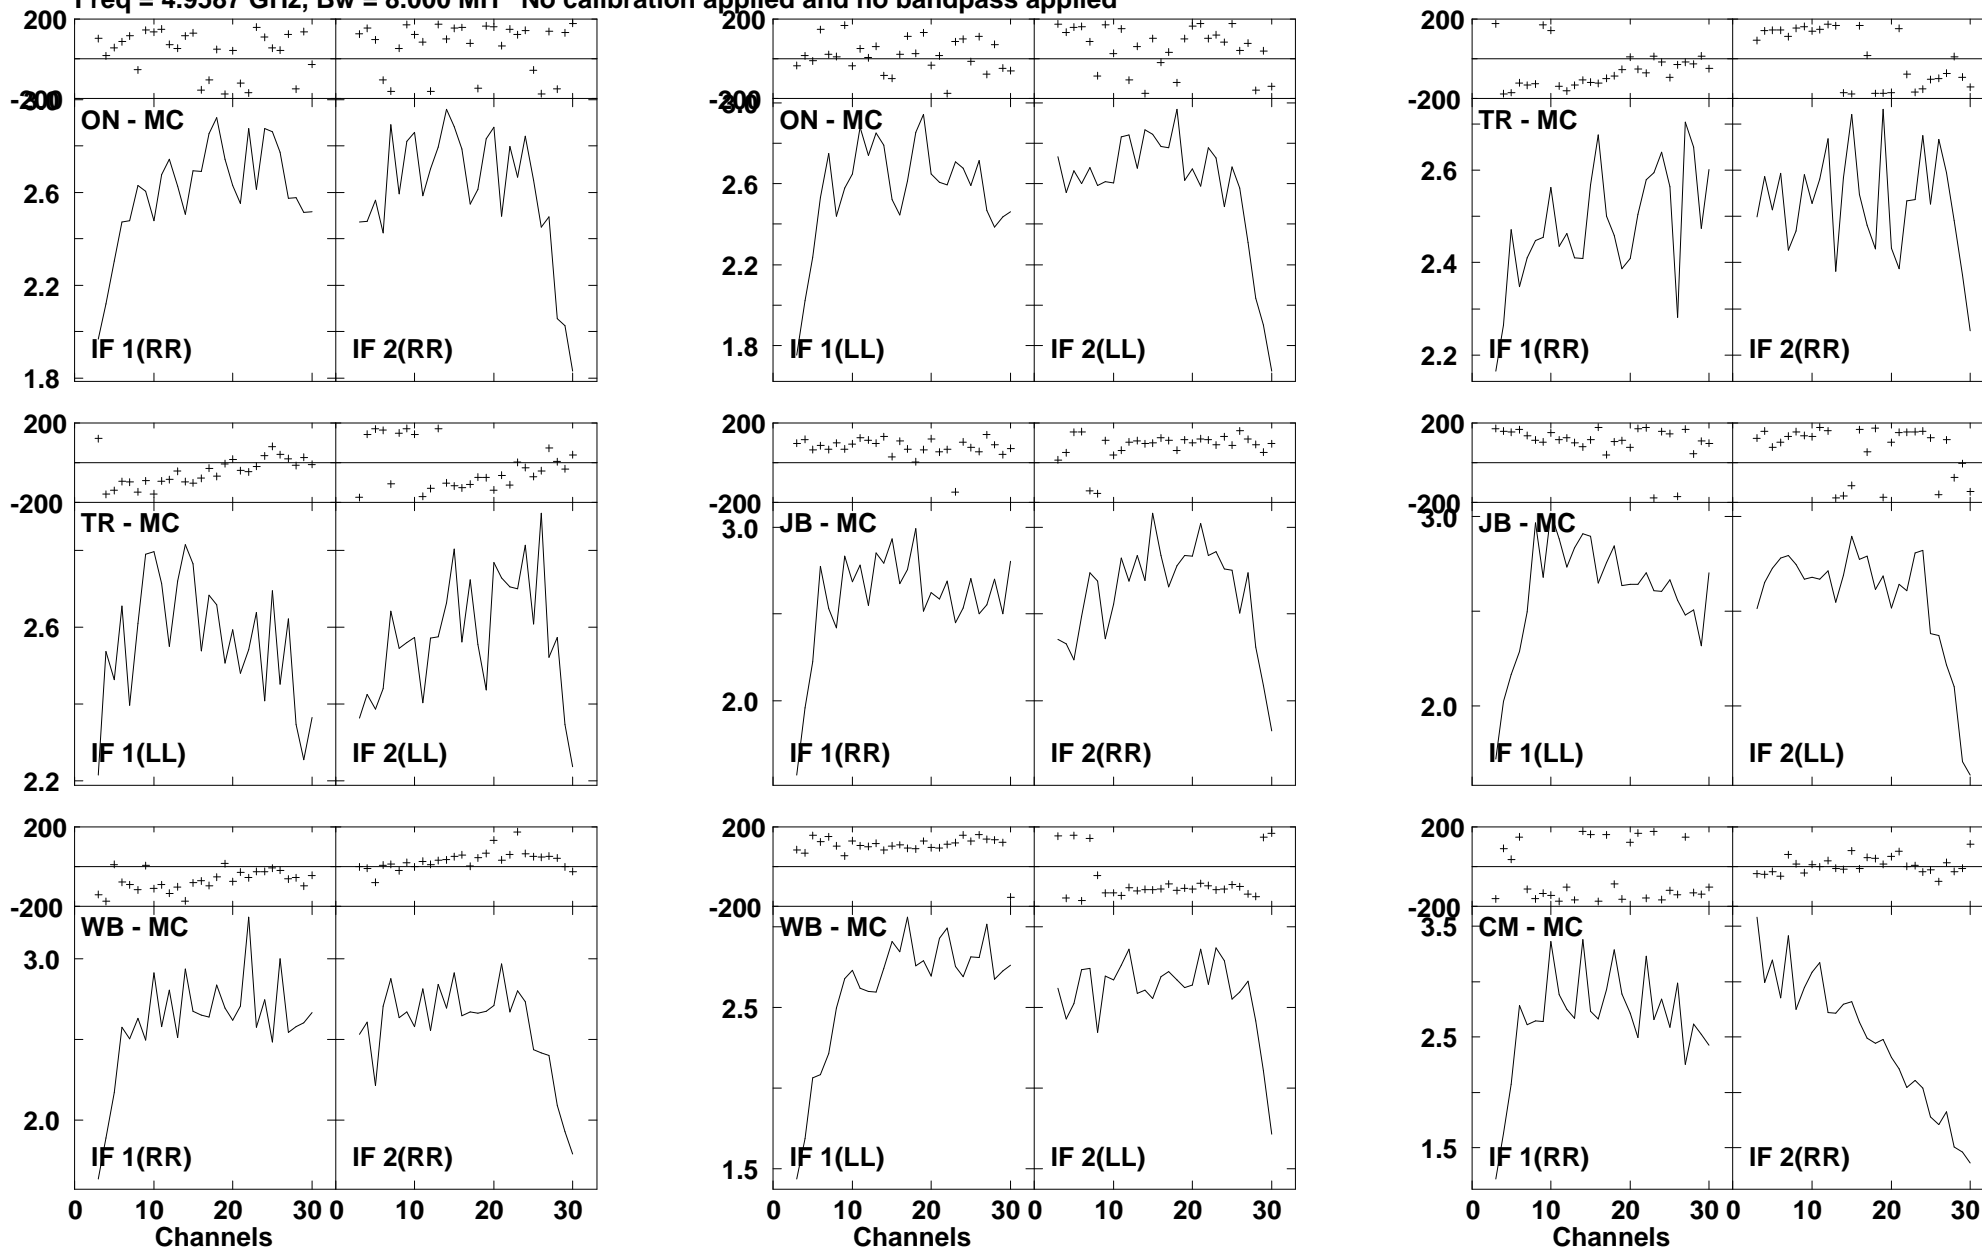 Freq = 4.9587 GHz, Bw = 8.000 MH No calibration applied and no bandpass applied
200 200 200
-200 -200 -200
3.0 3.0
ON - MC ON - MC TR - MC
2.6 2.6 2.6
2.2 2.2 2.4
1.8 1.8 2.2
IF 1(RR) IF 2(RR) IF 1(LL) IF 2(LL) IF 1(RR) IF 2(RR)
200 200 200
-200 -200 -200
TR - MC JB - MC JB - MC
3.0 3.0
2.6 2.0 2.0
2.2
IF 1(LL) IF 2(LL) IF 1(RR) IF 2(RR) IF 1(LL) IF 2(LL)
200 200 200
-200 -200 -200
WB - MC WB - MC CM - MC
3.0 2.5 3.5
2.0 1.5 2.5
1.5
IF 1(RR) IF 2(RR) IF 1(LL) IF 2(LL) IF 1(RR) IF 2(RR)
0 10 20 30 0 10 20 30 0 10 20 30 0 10 20 30 0 10 20 30 0 10 20 30
Channels Channels Channels